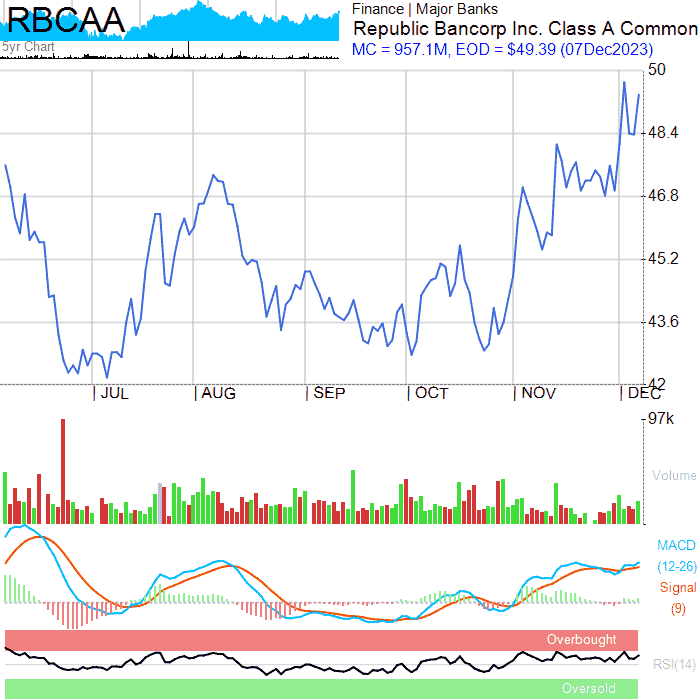 RBCAA
5yr Chart
Finance | Major Banks
Republic Bancorp Inc. Class A Common
MC = 957.1M, EOD = $49.39 (07Dec2023)
50
48.4
46.8
45.2
43.6
42
JUL
AUG
SEP
OCT
NOV
DEC
97k
Volume
MACD
(12-26)
Signal
(9)
Overbought
RSI(14)
Oversold